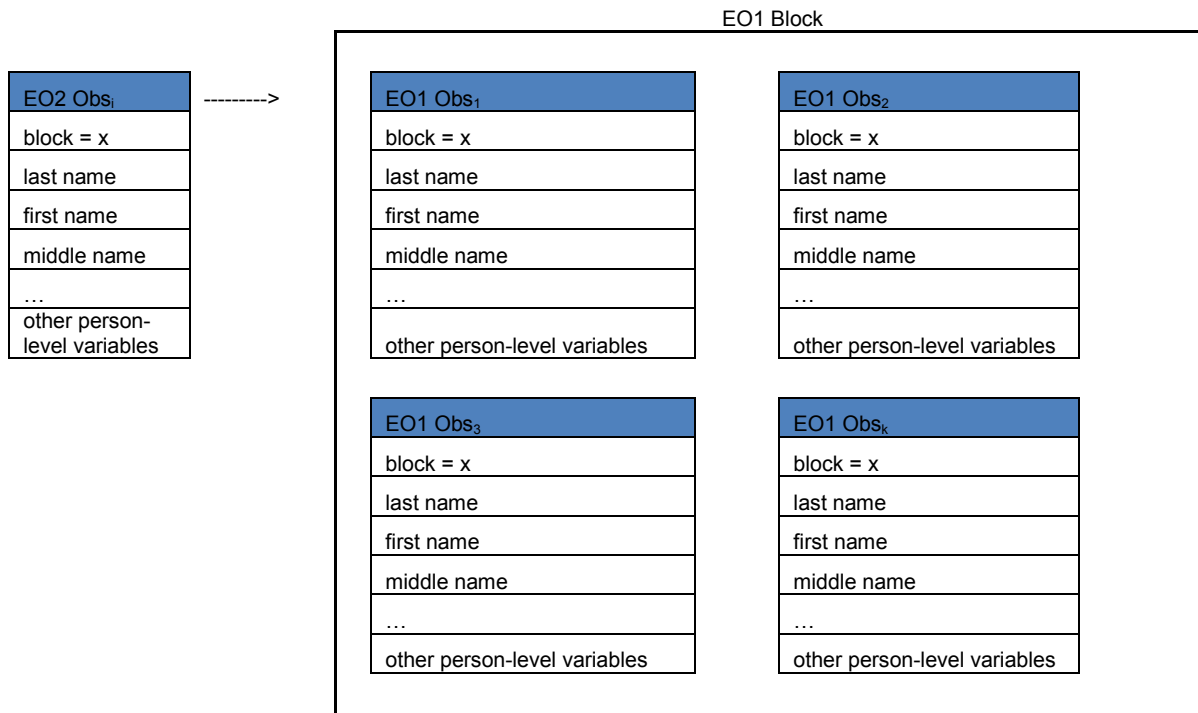 EO1 Block
EO2 Obsᵢ
--------->
block = x
last name
first name
middle name
…
other person-
level variables
EO1 Obs₁
block = x
last name
first name
middle name
…
other person-level variables
EO1 Obs₂
block = x
last name
first name
middle name
…
other person-level variables
EO1 Obs₃
block = x
last name
first name
middle name
…
other person-level variables
EO1 Obsₖ
block = x
last name
first name
middle name
…
other person-level variables